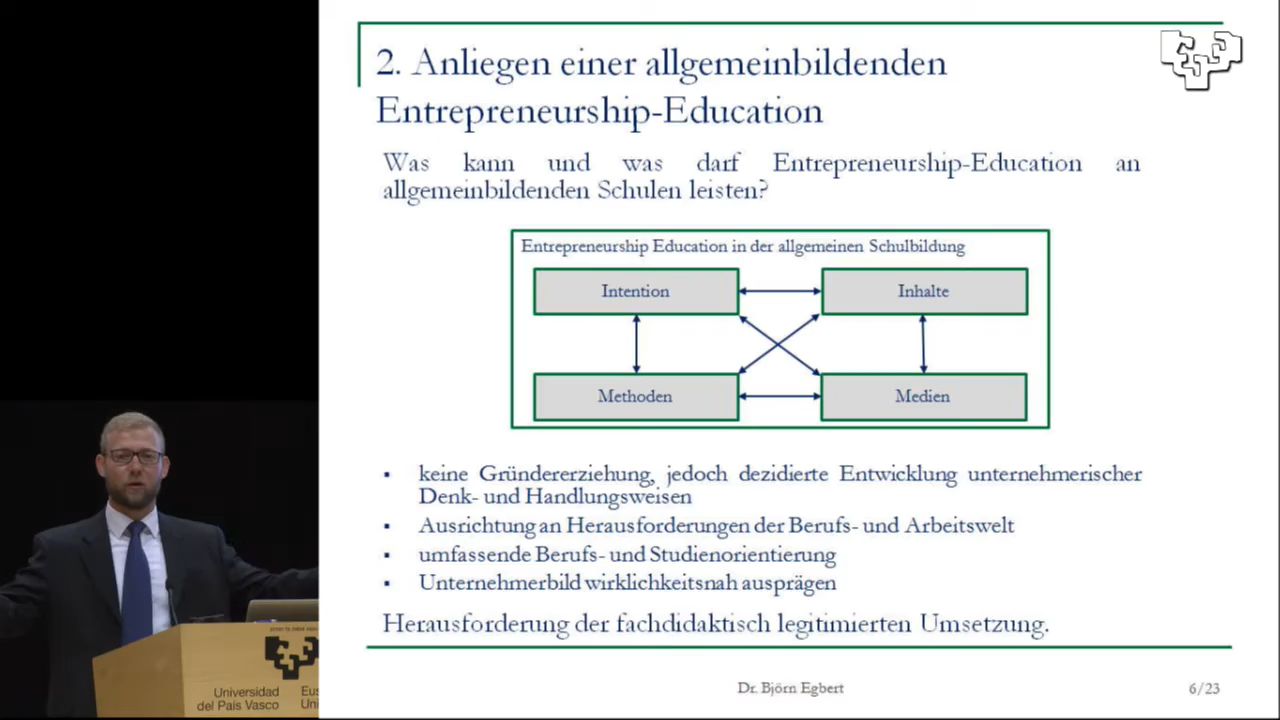 2. Anliegen einer allgemeinbildenden
Entrepreneurship-Education
Was kann und was darf Entrepreneurship-Education an
allgemeinbildenden Schulen leisten?
Entrepreneurship Education in der allgemeinen Schulbildung
Intention
Inhalte
Methoden
Medien
▪ keine Gründererziehung, jedoch dezidierte Entwicklung unternehmerischer
Denk- und Handlungsweisen
▪ Ausrichtung an Herausforderungen der Berufs- und Arbeitswelt
▪ umfassende Berufs- und Studienorientierung
▪ Unternehmerbild wirklichkeitsnah ausprägen
Herausforderung der fachdidaktisch legitimierten Umsetzung.
Dr. Björn Egbert
6/23
Universidad
del País Vasco
Eus
Uni